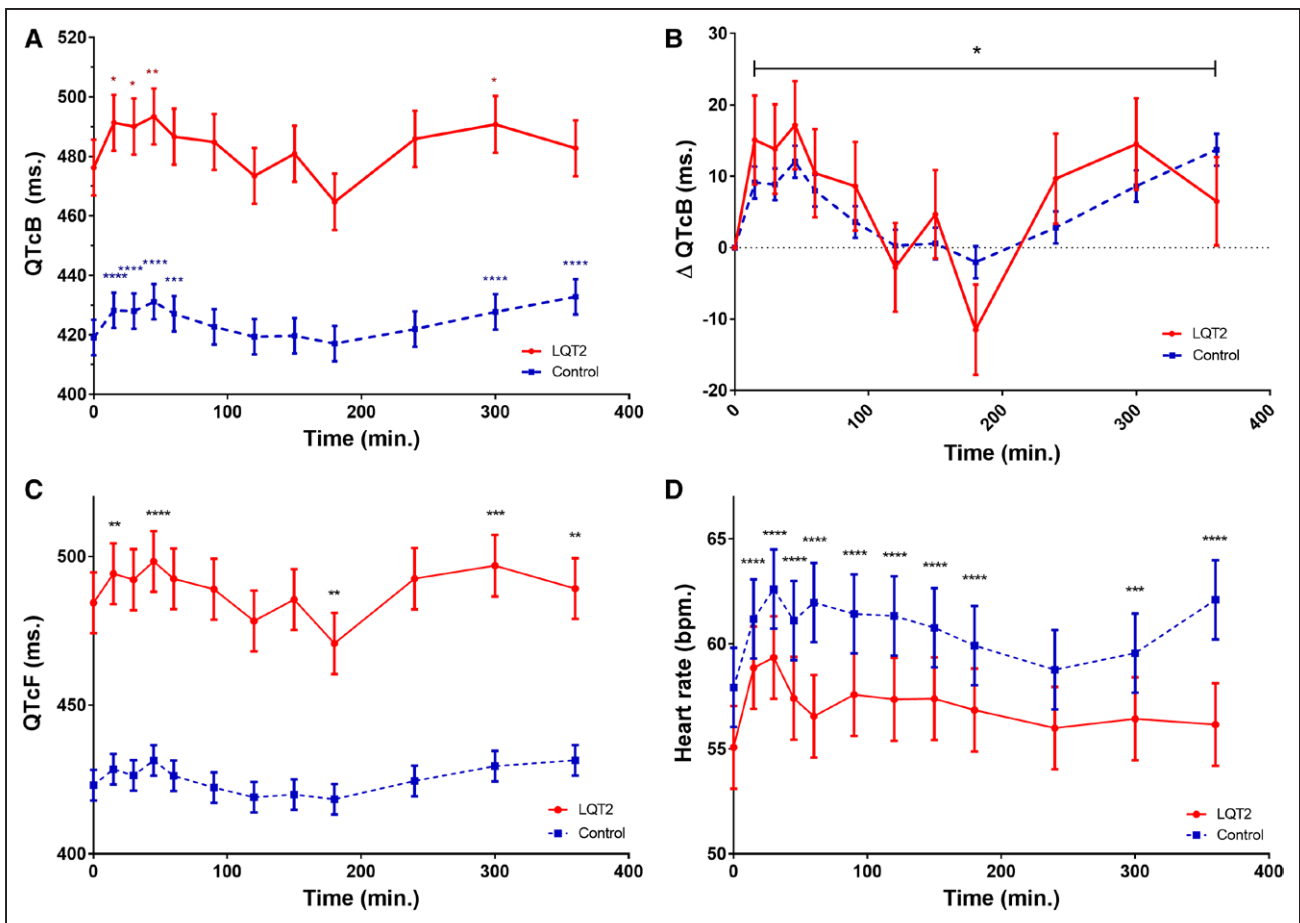 A
520
500
480
460
440
420
400
QTcB (ms.)
* * ** *
**** **** **** *** **** ****
LQT2
Control
0 100 200 300 400
Time (min.)
B
30
20
10
0
-10
-20
Δ QTcB (ms.)
*
LQT2
Control
0 100 200 300 400
Time (min.)
C
500
450
400
QTcF (ms.)
** **** ** *** **
LQT2
Control
0 100 200 300 400
Time (min.)
D
65
60
55
50
Heart rate (bpm.)
**** **** **** **** **** **** **** **** *** ****
LQT2
Control
0 100 200 300 400
Time (min.)